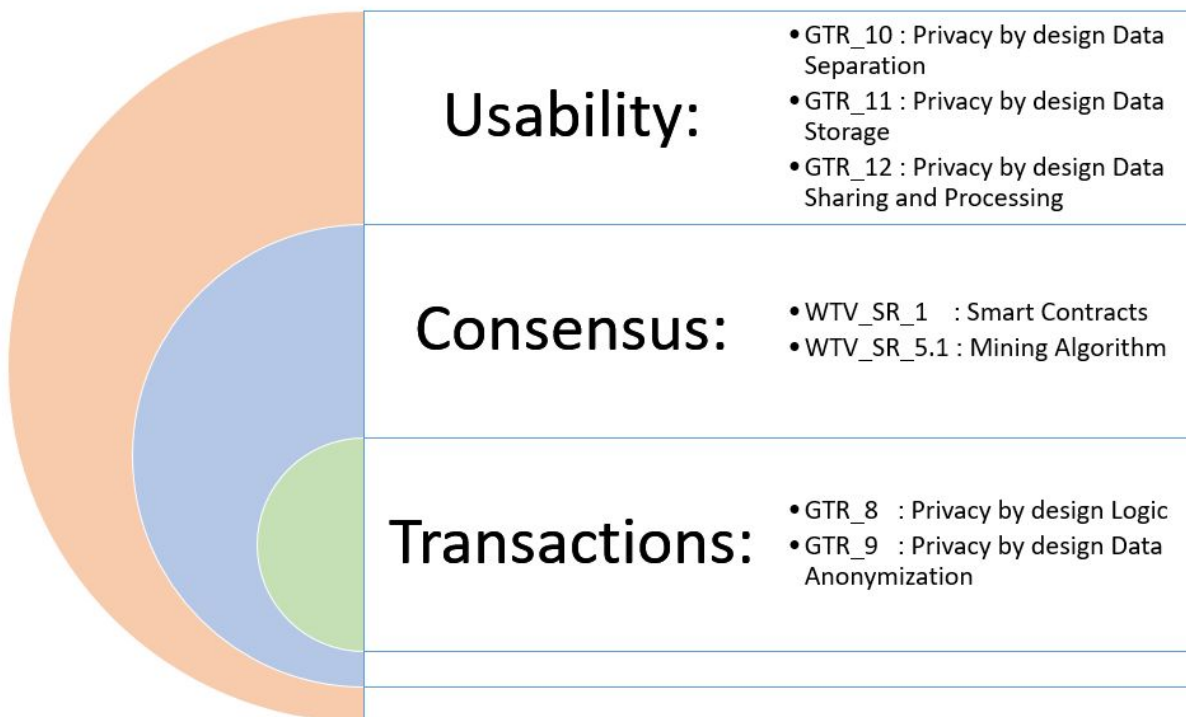 Usability:
• GTR_10 : Privacy by design Data
Separation
• GTR_11 : Privacy by design Data
Storage
• GTR_12 : Privacy by design Data
Sharing and Processing
Consensus:
• WTV_SR_1 : Smart Contracts
• WTV_SR_5.1 : Mining Algorithm
Transactions:
• GTR_8 : Privacy by design Logic
• GTR_9 : Privacy by design Data
Anonymization